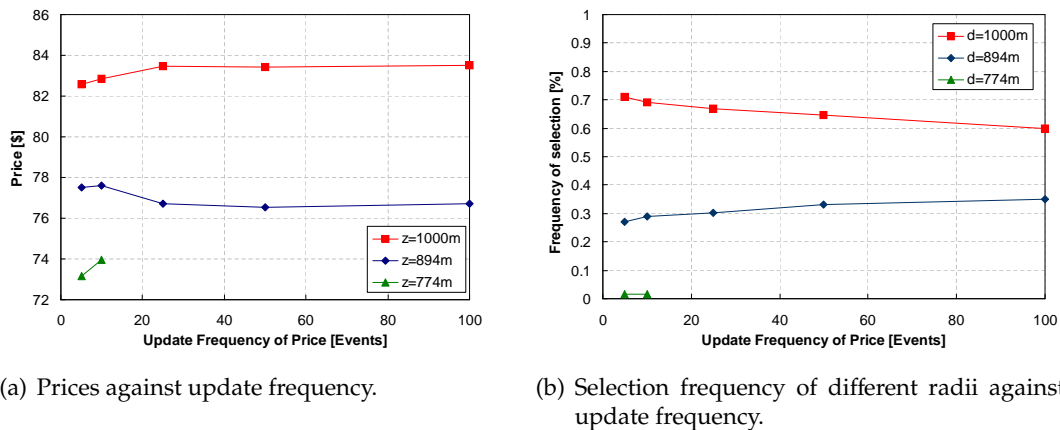 86
84
82
80
78
76
74
72
0 20 40 60 80 100
Price [$]
Update Frequency of Price [Events]
z=1000m
z=894m
z=774m
1
0.9
0.8
0.7
0.6
0.5
0.4
0.3
0.2
0.1
0
0 20 40 60 80 100
Frequency of selection [%]
Update Frequency of Price [Events]
d=1000m
d=894m
d=774m
(a) Prices against update frequency.
(b) Selection frequency of different radii against
update frequency.